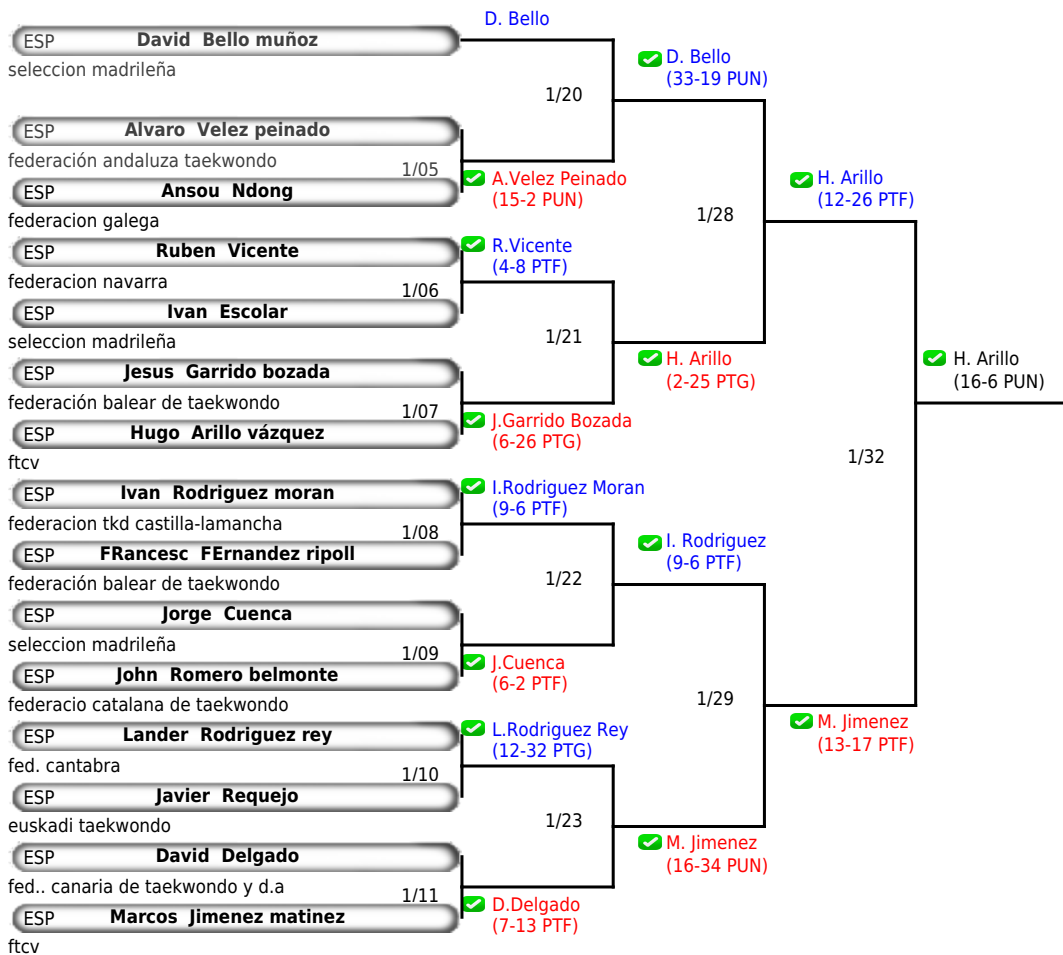 D. Bello
ESP David Bello muñoz
seleccion madrileña
D. Bello
(33-19 PUN)
1/20
ESP Alvaro Velez peinado
federación andaluza taekwondo
1/05
ESP Ansou Ndong
federacion galega
A.Velez Peinado
(15-2 PUN)
H. Arillo
(12-26 PTF)
1/28
ESP Ruben Vicente
federacion navarra
R.Vicente
(4-8 PTF)
1/06
ESP Ivan Escolar
seleccion madrileña
1/21
ESP Jesus Garrido bozada
federación balear de taekwondo
H. Arillo
(2-25 PTG)
H. Arillo
(16-6 PUN)
1/07
ESP Hugo Arillo vázquez
ftcv
J.Garrido Bozada
(6-26 PTG)
1/32
ESP Ivan Rodriguez moran
federacion tkd castilla-lamancha
I.Rodriguez Moran
(9-6 PTF)
1/08
ESP FRancesc FErnandez ripoll
federación balear de taekwondo
I. Rodriguez
(9-6 PTF)
1/22
ESP Jorge Cuenca
seleccion madrileña
1/09
ESP John Romero belmonte
federacio catalana de taekwondo
J.Cuenca
(6-2 PTF)
1/29
ESP Lander Rodriguez rey
fed. cantabra
L.Rodriguez Rey
(12-32 PTG)
M. Jimenez
(13-17 PTF)
1/10
ESP Javier Requejo
euskadi taekwondo
1/23
ESP David Delgado
fed.. canaria de taekwondo y d.a
M. Jimenez
(16-34 PUN)
1/11
ESP Marcos Jimenez matinez
ftcv
D.Delgado
(7-13 PTF)